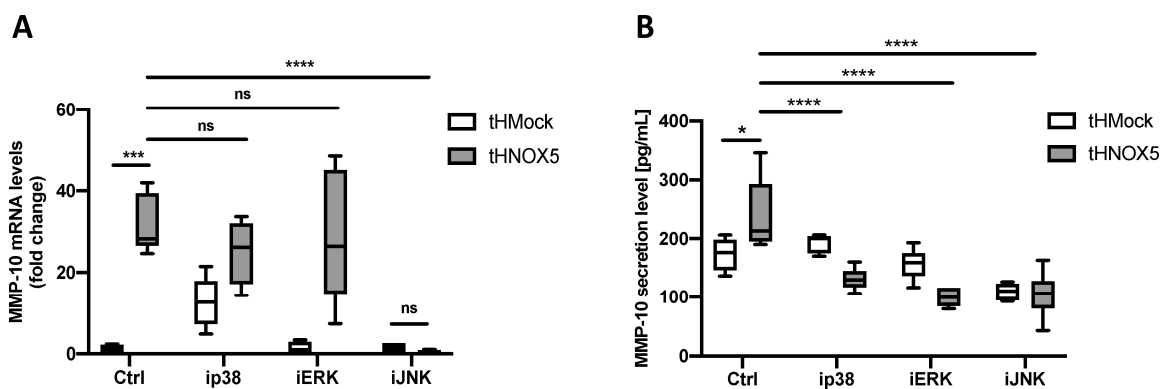 A
MMP-10 mRNA levels
(fold change)
60
40
20
0
****
ns
ns
***
ns
Ctrl
ip38
iERK
iJNK
tHMock
tHNOX5
B
MMP-10 secretion level [pg/mL]
400
300
200
100
0
****
****
****
*
Ctrl
ip38
iERK
iJNK
tHMock
tHNOX5